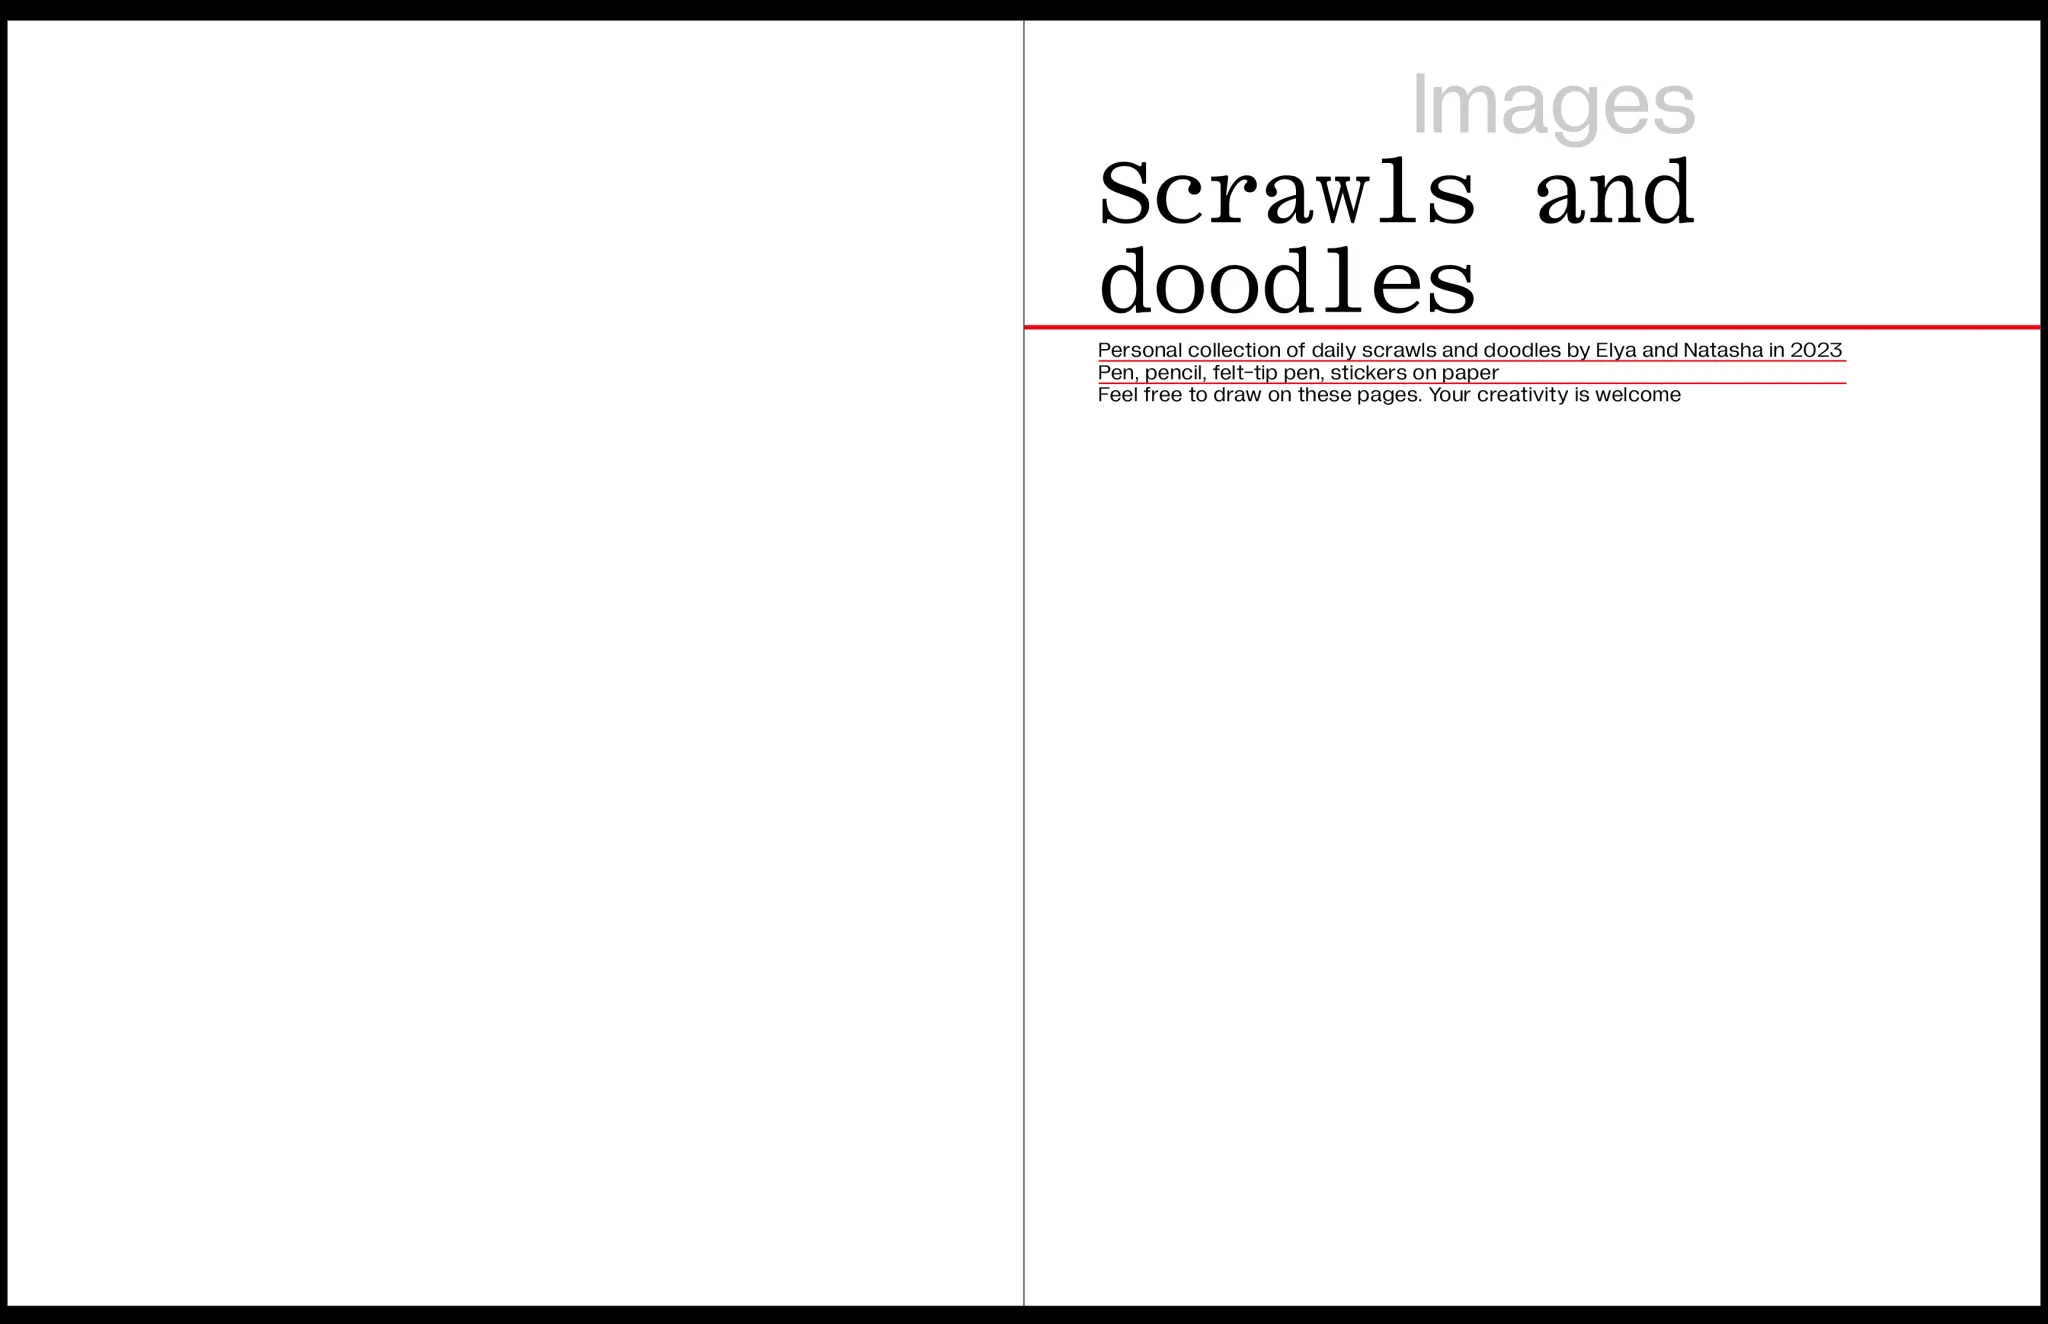 Images
Scrawls and
doodles
Personal collection of daily scrawls and doodles by Elya and Natasha in 2023
Pen, pencil, felt-tip pen, stickers on paper
Feel free to draw on these pages. Your creativity is welcome